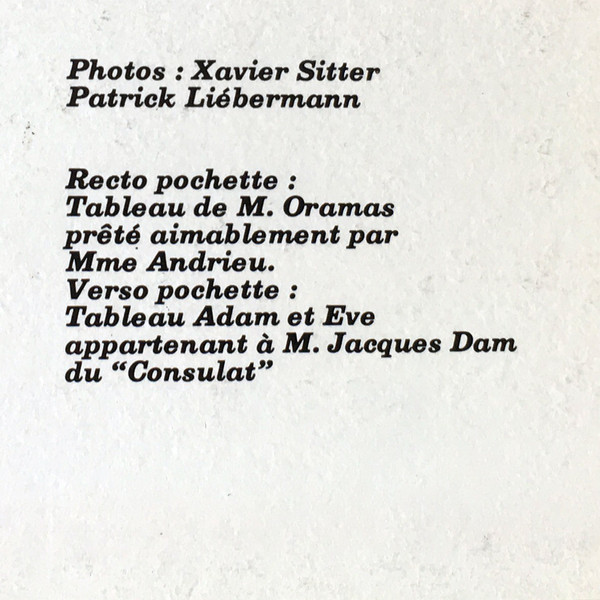 Photos : Xavier Sitter
Patrick Liébermann
Recto pochette :
Tableau de M. Oramas
prêté aimablement par
Mme Andrieu.
Verso pochette :
Tableau Adam et Eve
appartenant à M. Jacques Dam
du “Consulat”